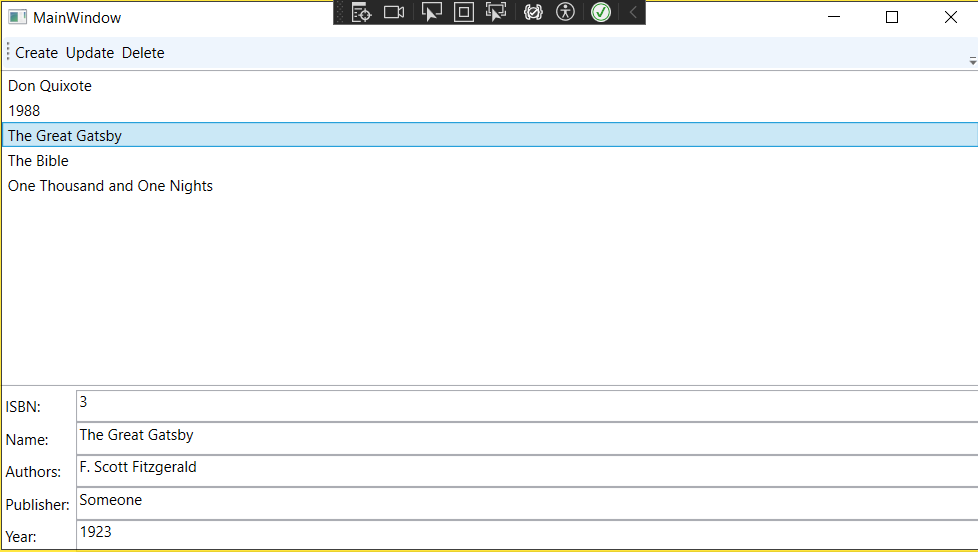 MainWindow
Create Update Delete
Don Quixote
1988
The Great Gatsby
The Bible
One Thousand and One Nights
ISBN: 3
Name: The Great Gatsby
Authors: F. Scott Fitzgerald
Publisher: Someone
Year: 1923